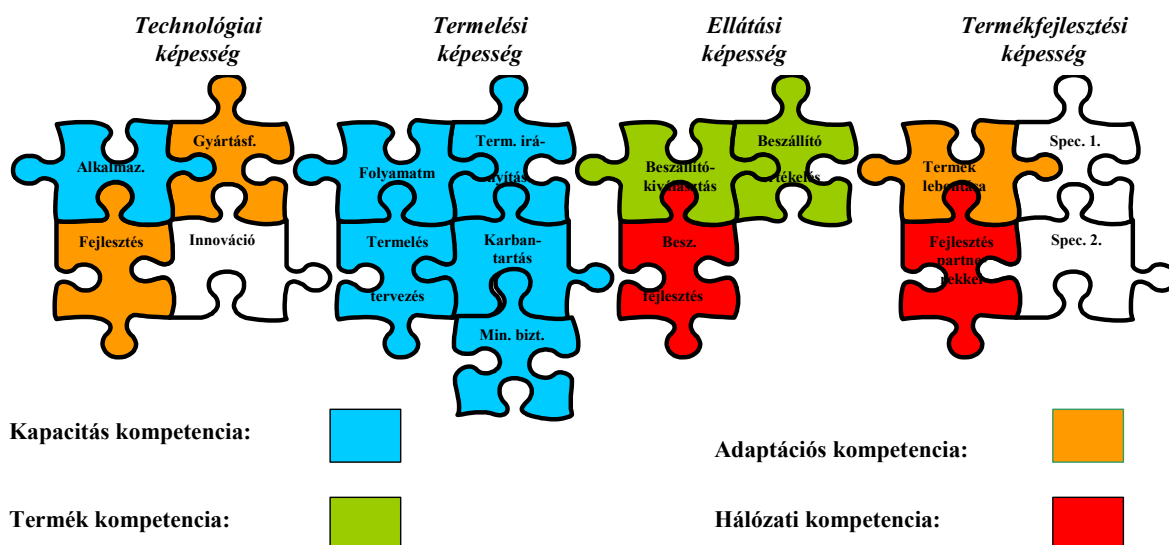 Technológiai
képesség
Termelési
képesség
Ellátási
képesség
Termékfejlesztési
képesség
Alkalmaz.
Gyártásf.
Fejlesztés
Innováció
Folyamatm
Term. irá-
nyítás
Termelés
tervezés
Karban-
tartás
Min. bizt.
Beszállító-
kiválasztás
Beszállító
értékelés
Besz.
fejlesztés
Termék
lebontása
Spec. 1.
Fejlesztés
partne
rekkel
Spec. 2.
Kapacitás kompetencia:
Adaptációs kompetencia:
Termék kompetencia:
Hálózati kompetencia: